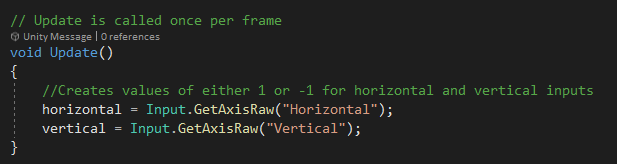 // Update is called once per frame
Unity Message | 0 references
void Update()
{
//Creates values of either 1 or -1 for horizontal and vertical inputs
horizontal = Input.GetAxisRaw("Horizontal");
vertical = Input.GetAxisRaw("Vertical");
}